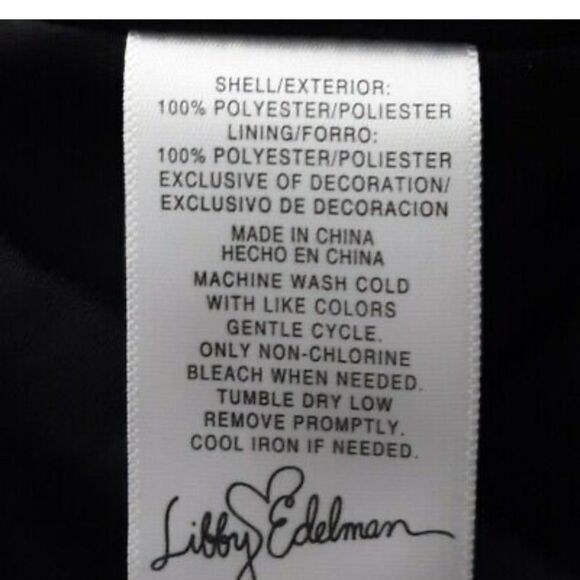 SHELL/EXTERIOR:
100% POLYESTER/POLIESTER
LINING/FORRO:
100% POLYESTER/POLIESTER
EXCLUSIVE OF DECORATION/
EXCLUSIVO DE DECORACION
MADE IN CHINA
HECHO EN CHINA
MACHINE WASH COLD
WITH LIKE COLORS
GENTLE CYCLE.
ONLY NON-CHLORINE
BLEACH WHEN NEEDED.
TUMBLE DRY LOW
REMOVE PROMPTLY.
COOL IRON IF NEEDED.
Libby Edelman